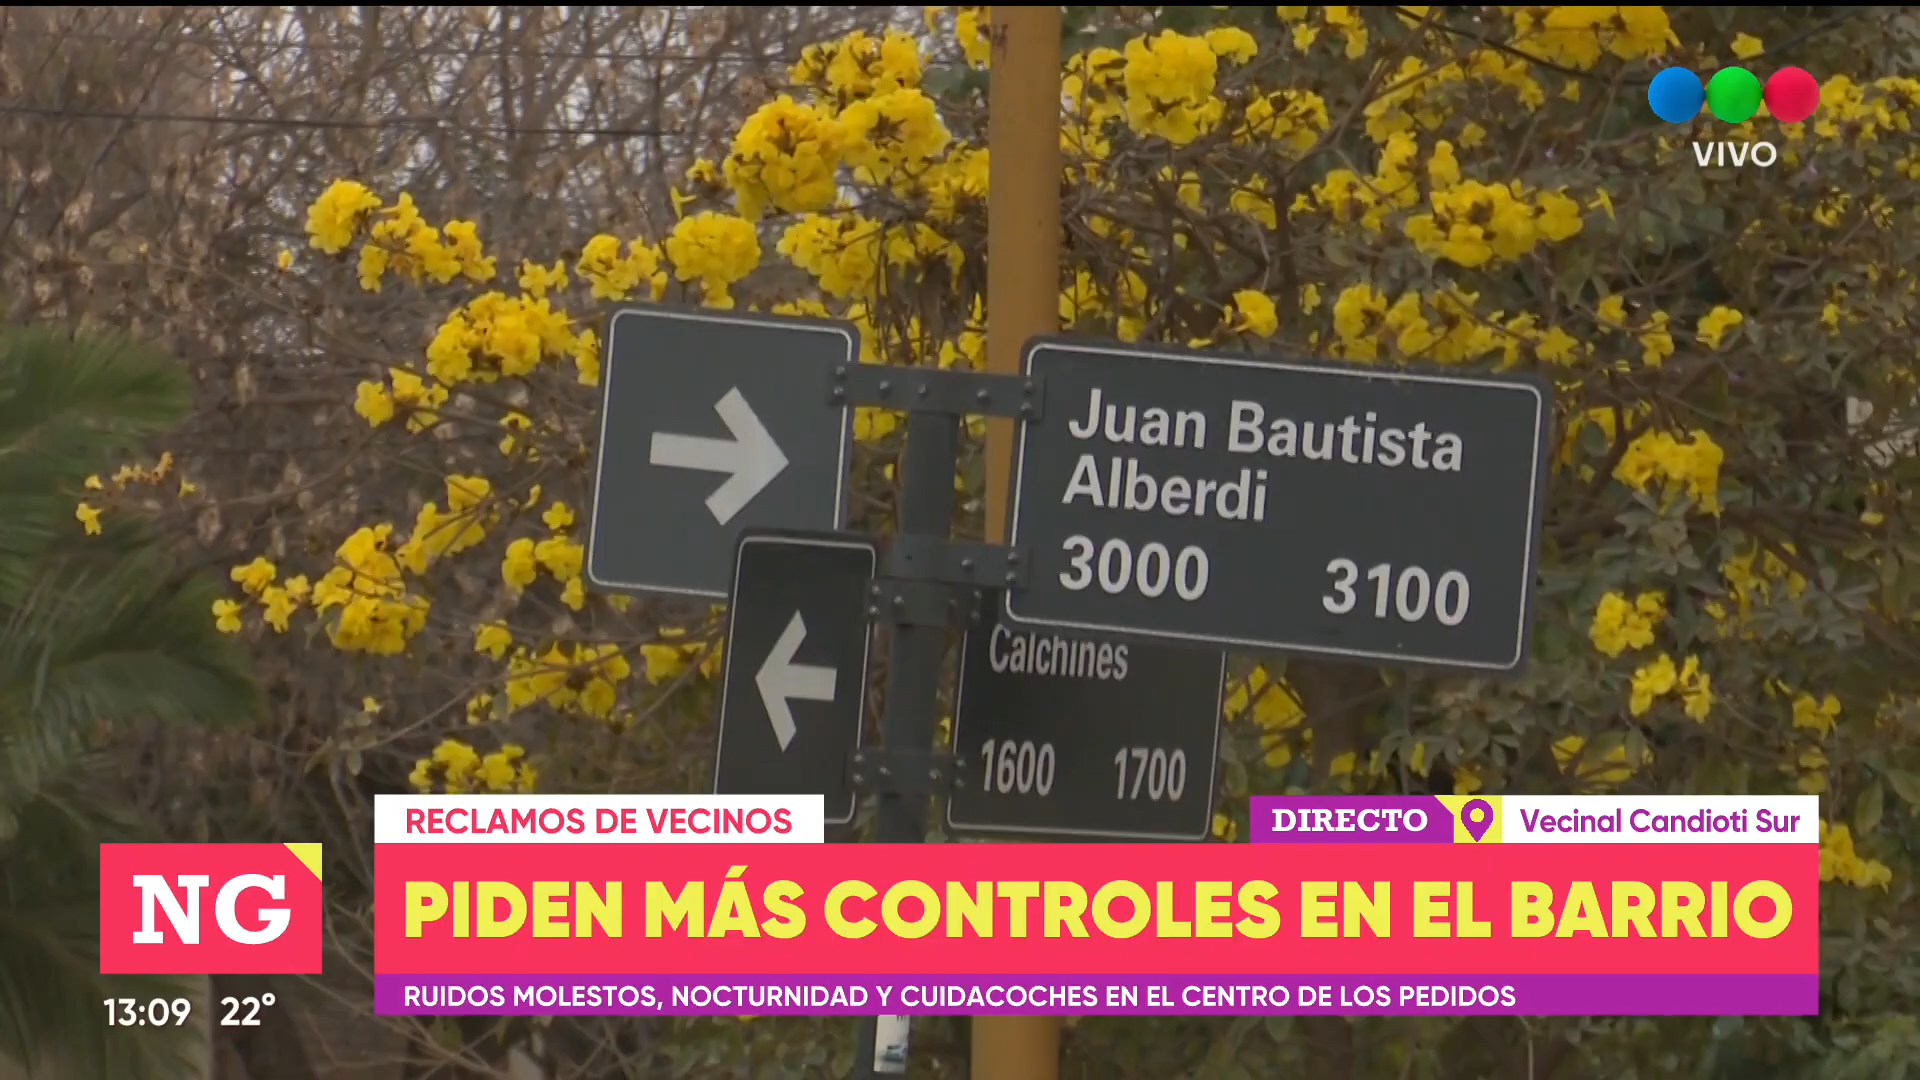 VIVO
Juan Bautista
Alberdi
3000 3100
Calchines
1600 1700
RECLAMOS DE VECINOS
DIRECTO
Vecinal Candioti Sur
NG
PIDEN MÁS CONTROLES EN EL BARRIO
RUIDOS MOLESTOS, NOCTURNIDAD Y CUIDACOCHES EN EL CENTRO DE LOS PEDIDOS
13:09 22°